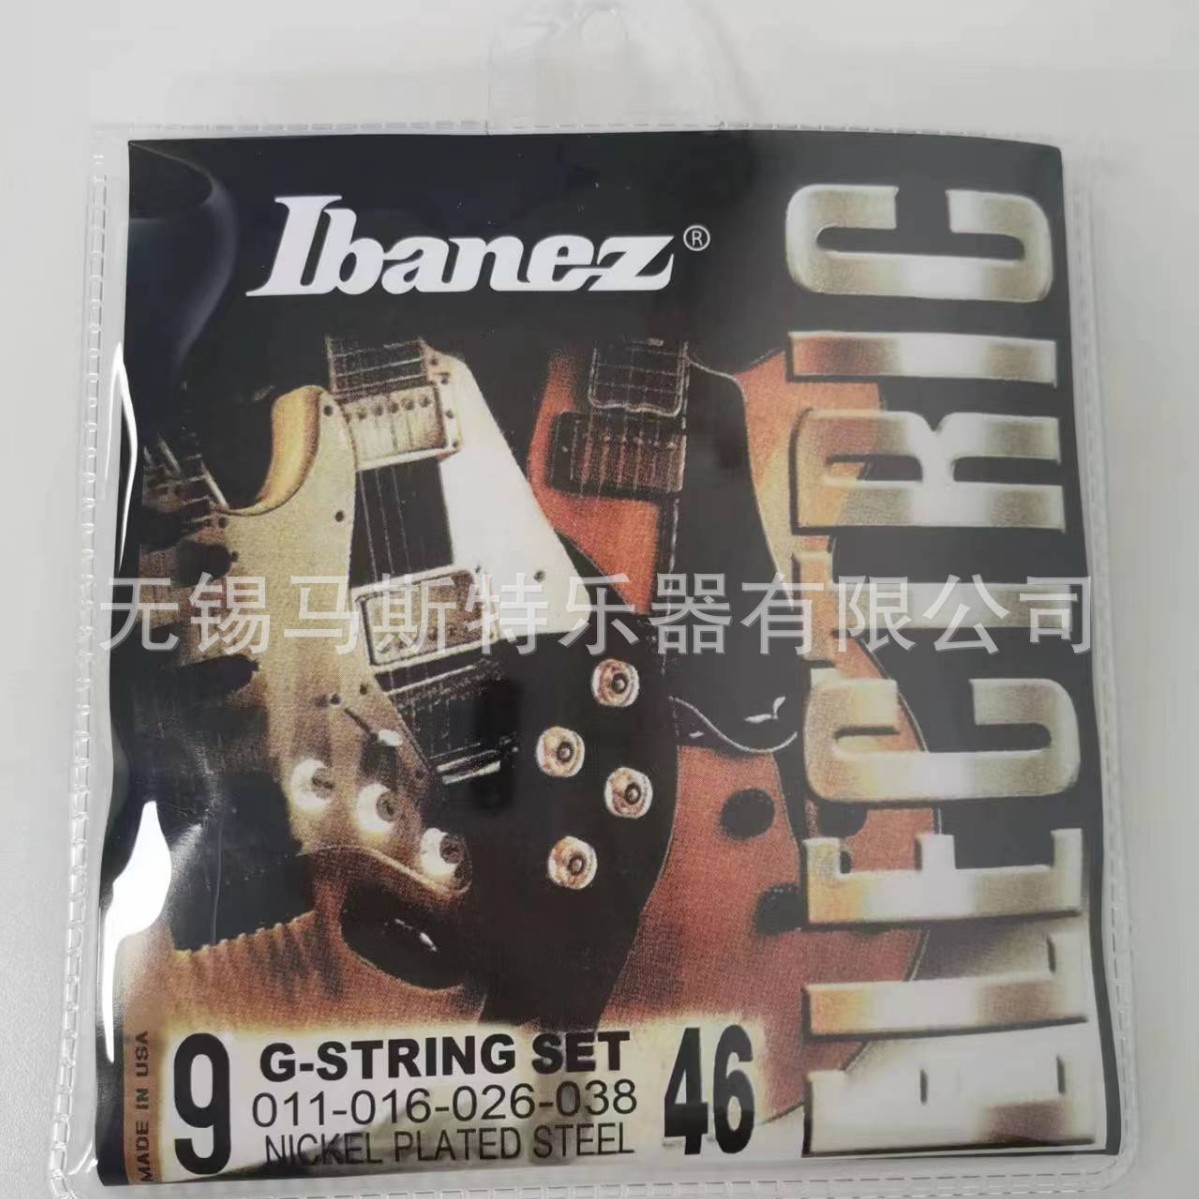 Ibanez®
ELECTRIC
无锡马斯特乐器有限公司
MADE IN USA
9
G-STRING SET
011-016-026-038
NICKEL PLATED STEEL
46